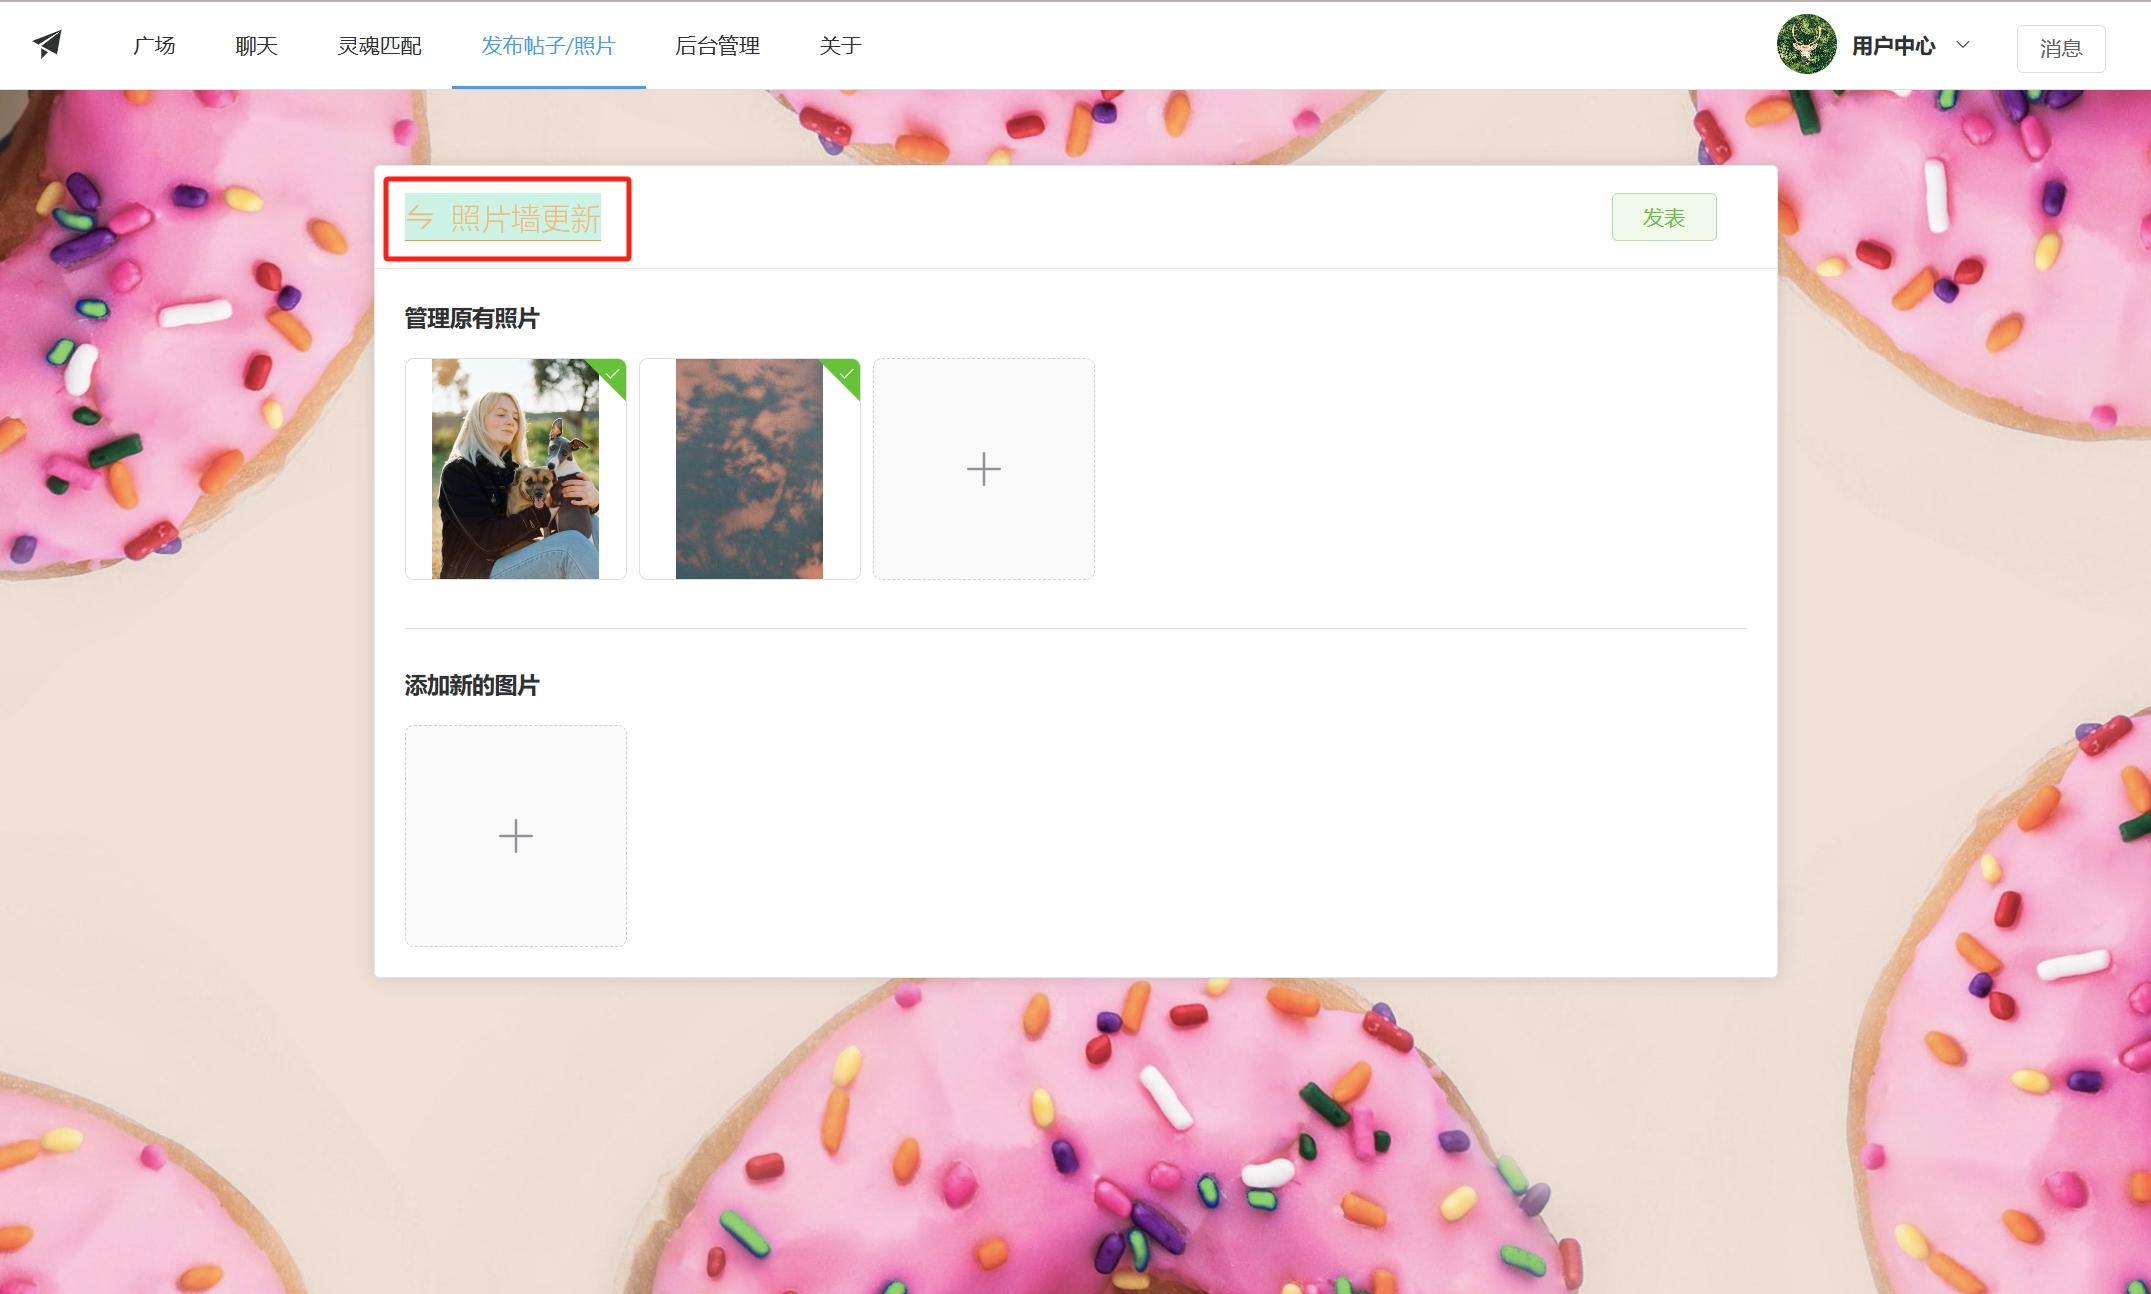 广场
聊天
灵魂匹配
发布帖子/照片
后台管理
关于
用户中心
消息
照片墙更新
发表
管理原有照片
添加新的图片